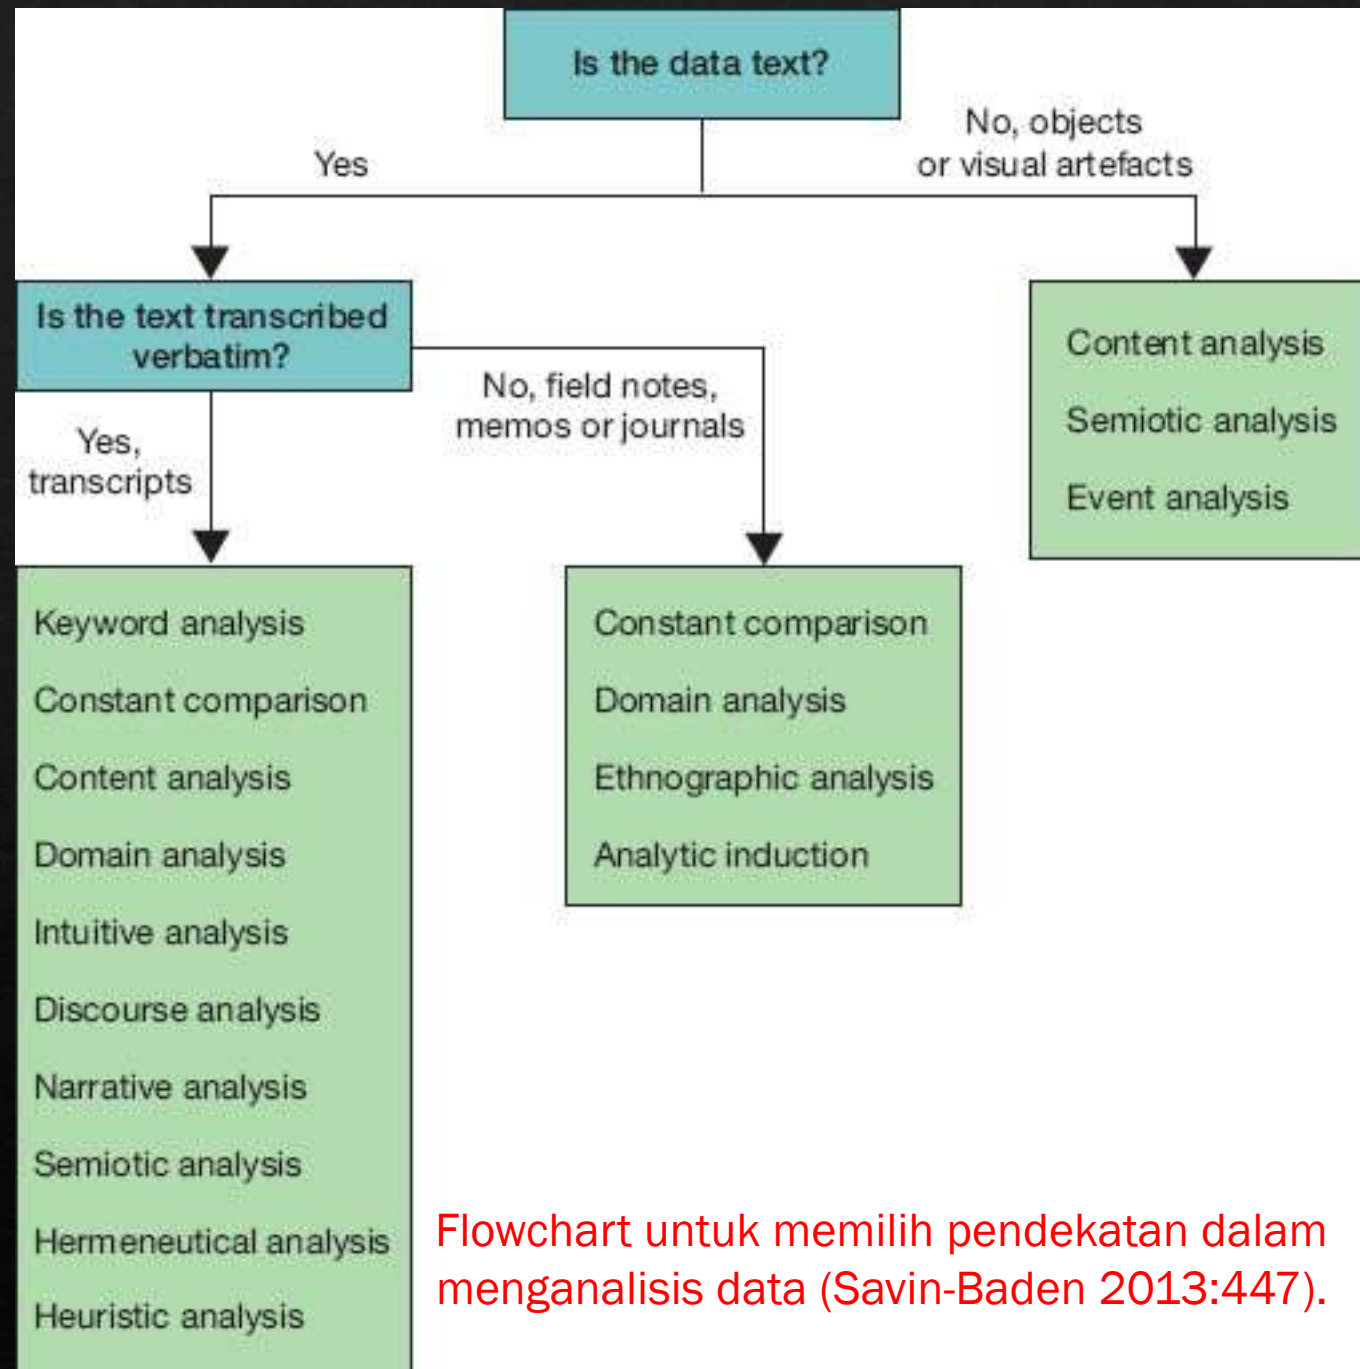 Is the data text?
Yes
No, objects
or visual artefacts
Is the text transcribed
verbatim?
No, field notes,
memos or journals
Yes,
transcripts
Content analysis
Semiotic analysis
Event analysis
Keyword analysis
Constant comparison
Content analysis
Domain analysis
Intuitive analysis
Discourse analysis
Narrative analysis
Semiotic analysis
Hermeneutical analysis
Heuristic analysis
Constant comparison
Domain analysis
Ethnographic analysis
Analytic induction
Flowchart untuk memilih pendekatan dalam
menganalisis data (Savin-Baden 2013:447).